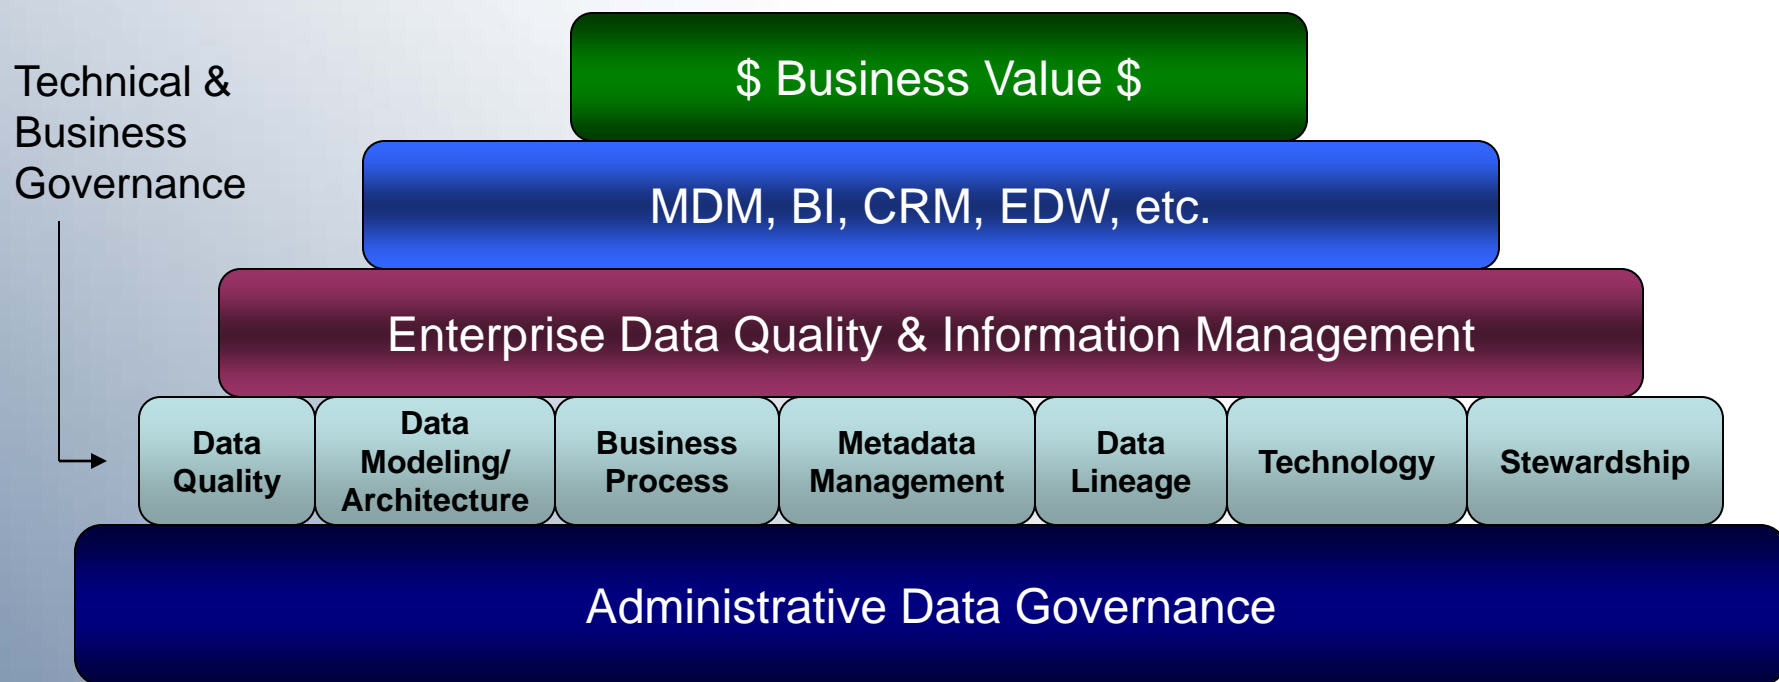 Technical &
Business
Governance
$ Business Value $
MDM, BI, CRM, EDW, etc.
Enterprise Data Quality & Information Management
Data
Quality
Data
Modeling/
Architecture
Business
Process
Metadata
Management
Data
Lineage
Technology
Stewardship
Administrative Data Governance